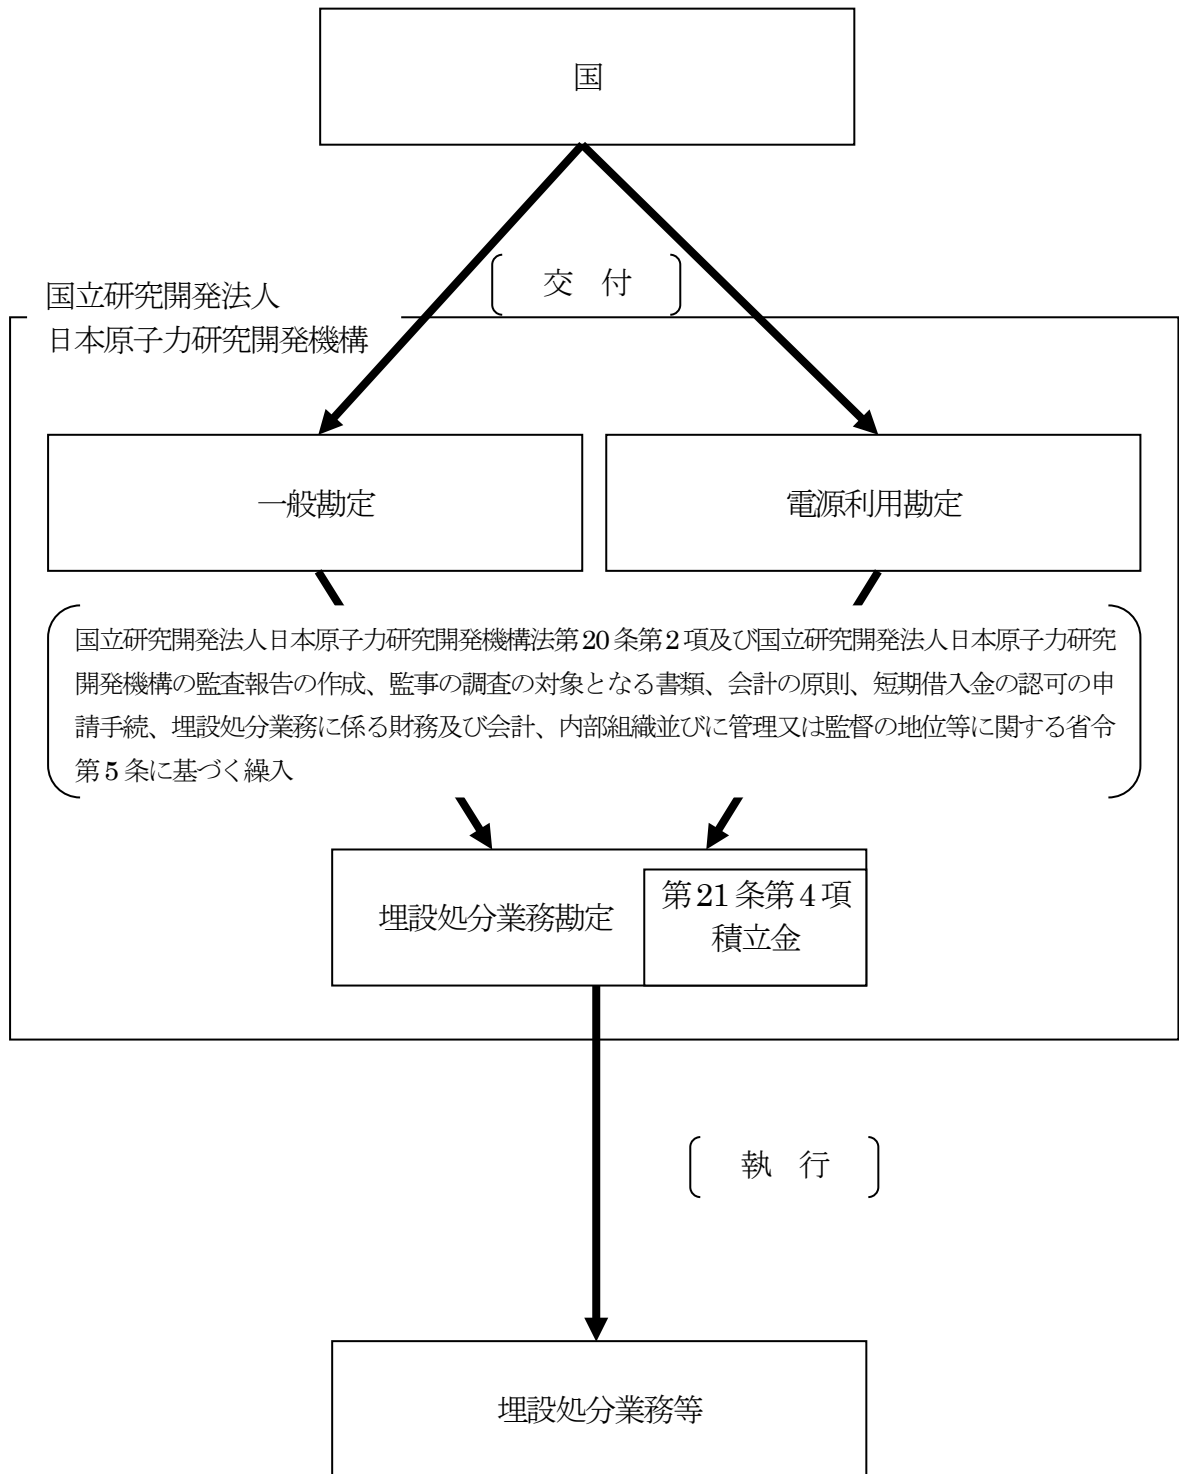 国
交 付
国立研究開発法人
日本原子力研究開発機構
一般勘定
電源利用勘定
国立研究開発法人日本原子力研究開発機構法第20条第2項及び国立研究開発法人日本原子力研究
開発機構の監査報告の作成、監事の調査の対象となる書類、会計の原則、短期借入金の認可の申
請手続、埋設処分業務に係る財務及び会計、内部組織並びに管理又は監督の地位等に関する省令
第5条に基づく繰入
埋設処分業務勘定
第21条第4項
積立金
執 行
埋設処分業務等